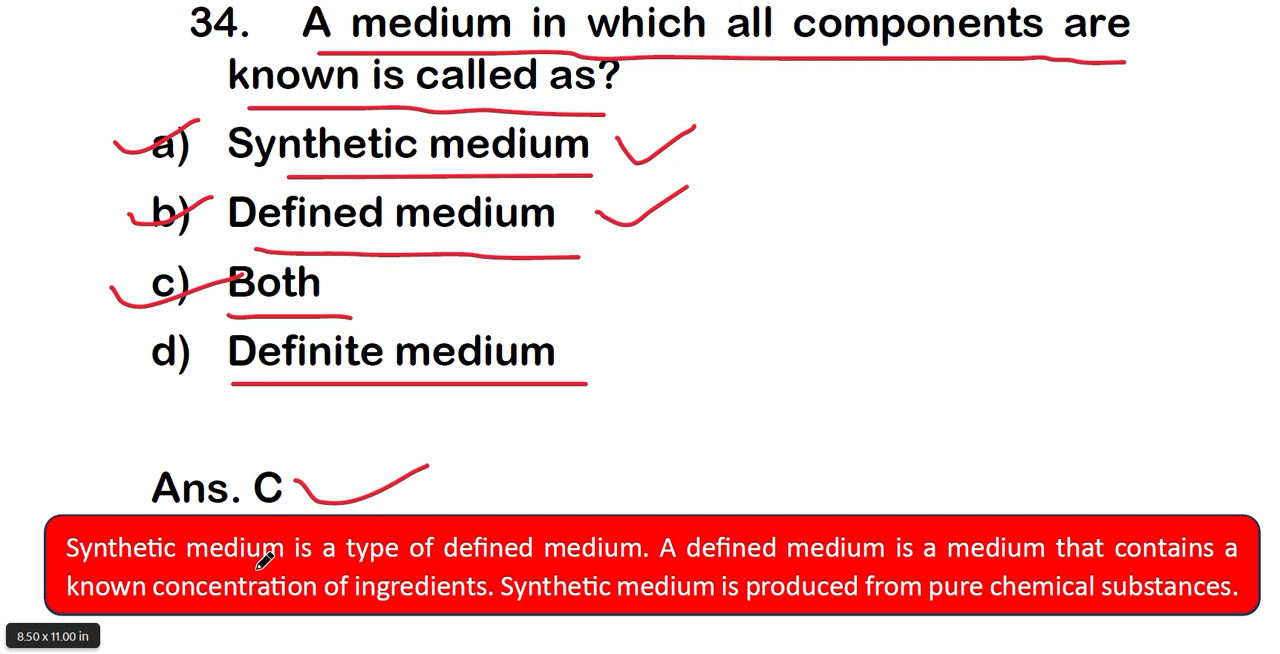 34. A medium in which all components are
known is called as?
a) Synthetic medium
b) Defined medium
c) Both
d) Definite medium
Ans. C
Synthetic medium is a type of defined medium. A defined medium is a medium that contains a
known concentration of ingredients. Synthetic medium is produced from pure chemical substances.
8.50 x 11.00 in